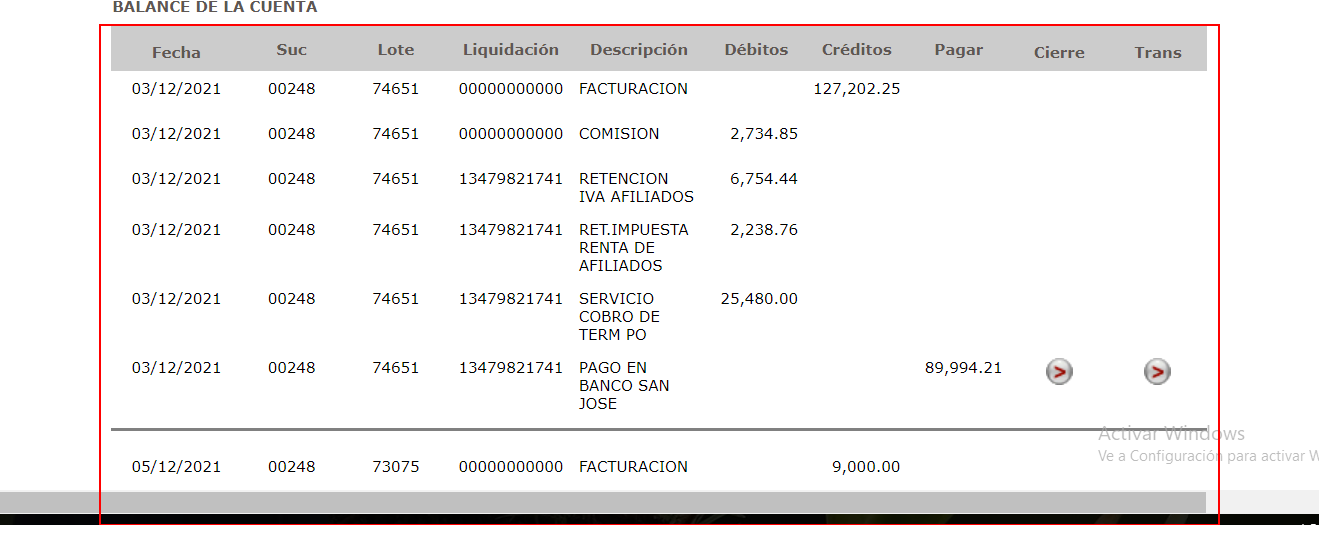 BALANCE DE LA CUENTA
Fecha Suc Lote Liquidación Descripción Débitos Créditos Pagar Cierre Trans
03/12/2021 00248 74651 00000000000 FACTURACION 127,202.25
03/12/2021 00248 74651 00000000000 COMISION 2,734.85
03/12/2021 00248 74651 13479821741 RETENCION 6,754.44
IVA AFILIADOS
03/12/2021 00248 74651 13479821741 RET.IMPUESTA 2,238.76
RENTA DE
AFILIADOS
03/12/2021 00248 74651 13479821741 SERVICIO 25,480.00
COBRO DE
TERM PO
03/12/2021 00248 74651 13479821741 PAGO EN 89,994.21 > >
BANCO SAN
JOSE
Activar Windows
Ve a Configuración para activar W
05/12/2021 00248 73075 00000000000 FACTURACION 9,000.00